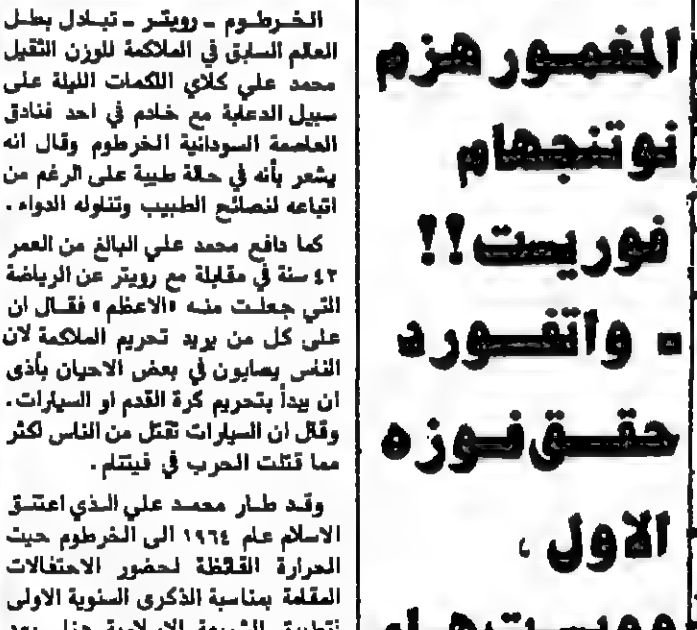 المغمور هزم
نوتنجهام
فوريست!!
▪ واتفورد
حقق فوزه
الاول .
الخرطوم ـ رويتر ـ تبادل بطل
العالم السابق في الملاكمة للوزن الثقيل
محمد علي كلاي اللكمات الليلة على
سبيل الدعابة مع خادم في احد فنادق
العاصمة السودانية الخرطوم وقال انه
يشعر بأنه في حالة طيبة على الرغم من
اتباعه لنصائح الطبيب وتناوله الدواء .
كما دافع محمد علي البالغ من العمر
٤٢ سنة في مقابلة مع رويتر عن الرياضة
التي جعلت منه «الاعظم» فقال ان
على كل من يريد تحريم الملاكمة لان
الناس يصابون في بعض الاحيان بأذى
ان يبدأ بتحريم كرة القدم او السيارات .
وقال ان السيارات تقتل من الناس اكثر
مما قتلت الحرب في فيتنام .
وقد طار محمد علي الذي اعتنق
الاسلام عام ١٩٦٤ الى الخرطوم حيث
الحرارة القائظة لحضور الاحتفالات
المقامة بمناسبة الذكرى السنوية الاولى
لتطبيق الشريعة الاسلامية هنا بعد